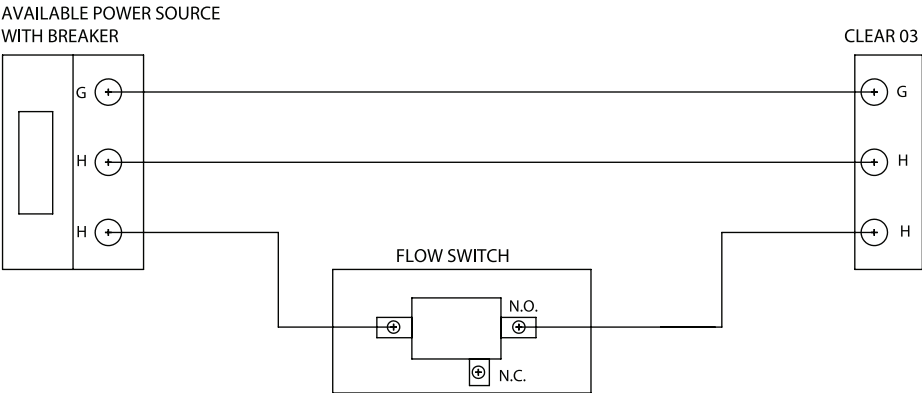 AVAILABLE POWER SOURCE
WITH BREAKER
CLEAR 03
G
G
H
H
H
H
FLOW SWITCH
N.O.
N.C.